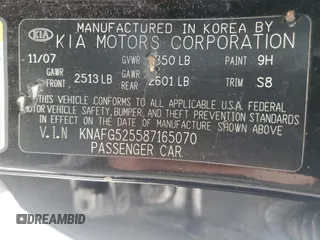 MANUFACTURED IN KOREA BY
KIA KIA MOTORS CORPORATION
11/07 GVWR 350 LB PAINT 9H
GAWR FRONT 2513 LB GAWR REAR 2601 LB TRIM S8
THIS VEHICLE CONFORMS TO ALL APPLICABLE U.S.A FEDERAL
MOTOR VEHICLE SAFETY, BUMPER, AND THEFT PREVENTION
STANDARDS IN EFFECT ON THE DATE OF MANUFACTURE
SHOWN ABOVE.
V.I.N KNAFG525587165070
PASSENGER CAR
© DREAMBID